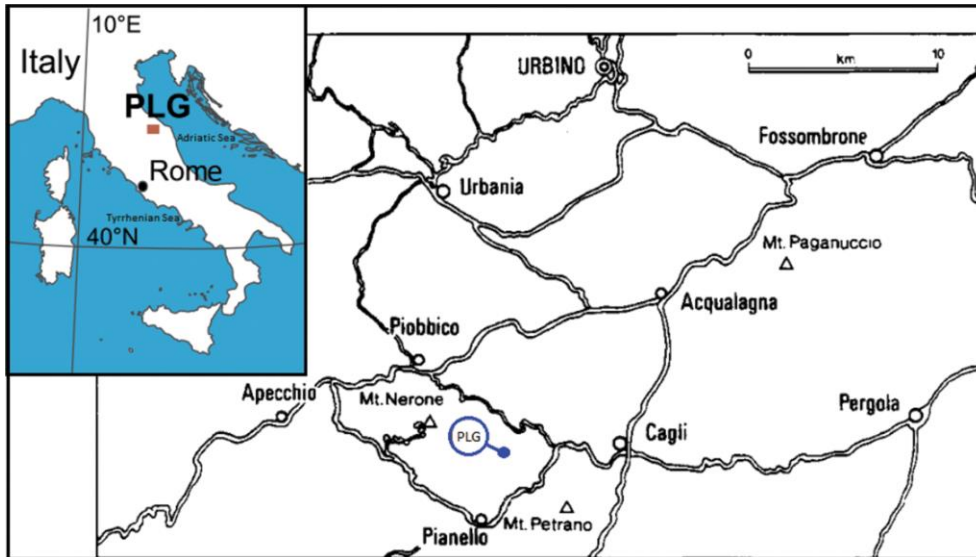 10°E
Italy
PLG
Adriatic Sea
Rome
Tyrrhenian Sea
40°N
URBINO
0 10
km
Fossombrone
Urbania
Mt. Paganuccio
Acqualagna
Piobbico
Apecchio
Mt. Nerone
PLG
Cagli
Pergola
Pianello
Mt. Petrano